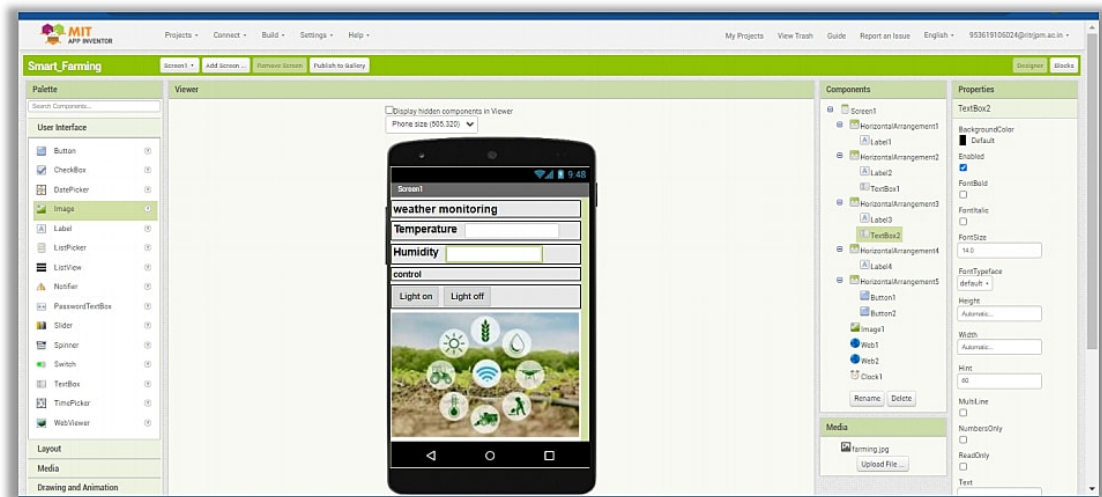 MIT
APP INVENTOR
Projects Connect Build Settings Help
My Projects View Trash Guide Report an Issue English 953619106024@ritrjpm.ac.in
Smart_Farming
Screen1 Add Screen ... Remove Screen Publish to Gallery
Designer Blocks
Palette
Search Components...
User Interface
Button
CheckBox
DatePicker
Image
Label
ListPicker
ListView
Notifier
PasswordTextBox
Slider
Spinner
Switch
TextBox
TimePicker
WebViewer
Layout
Media
Drawing and Animation
Viewer
Display hidden components in Viewer
Phone size (505,320)
9:48
Screen1
weather monitoring
Temperature
Humidity
control
Light on Light off
Components
Screen1
HorizontalArrangement1
Label1
HorizontalArrangement2
Label2
TextBox1
HorizontalArrangement3
Label3
TextBox2
HorizontalArrangement4
Label4
HorizontalArrangement5
Button1
Button2
Image1
Web1
Web2
Clock1
Rename Delete
Media
farming.jpg
Upload File ...
Properties
TextBox2
BackgroundColor
Default
Enabled
FontBold
FontItalic
FontSize
14.0
FontTypeface
default
Height
Automatic...
Width
Automatic...
Hint
MultiLine
NumbersOnly
ReadOnly
Text